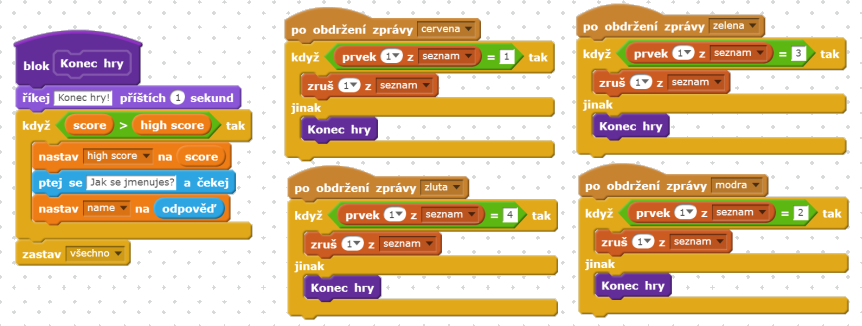 blok Konec hry
říkej Konec hry! příštích 1 sekund
když score > high score tak
nastav high score na score
ptej se Jak se jmenujes? a čekej
nastav name na odpověď
zastav všechno
po obdržení zprávy cervena
když prvek 1 z seznam = 1 tak
zruš 1 z seznam
jinak
Konec hry
po obdržení zprávy zluta
když prvek 1 z seznam = 4 tak
zruš 1 z seznam
jinak
Konec hry
po obdržení zprávy zelena
když prvek 1 z seznam = 3 tak
zruš 1 z seznam
jinak
Konec hry
po obdržení zprávy modra
když prvek 1 z seznam = 2 tak
zruš 1 z seznam
jinak
Konec hry